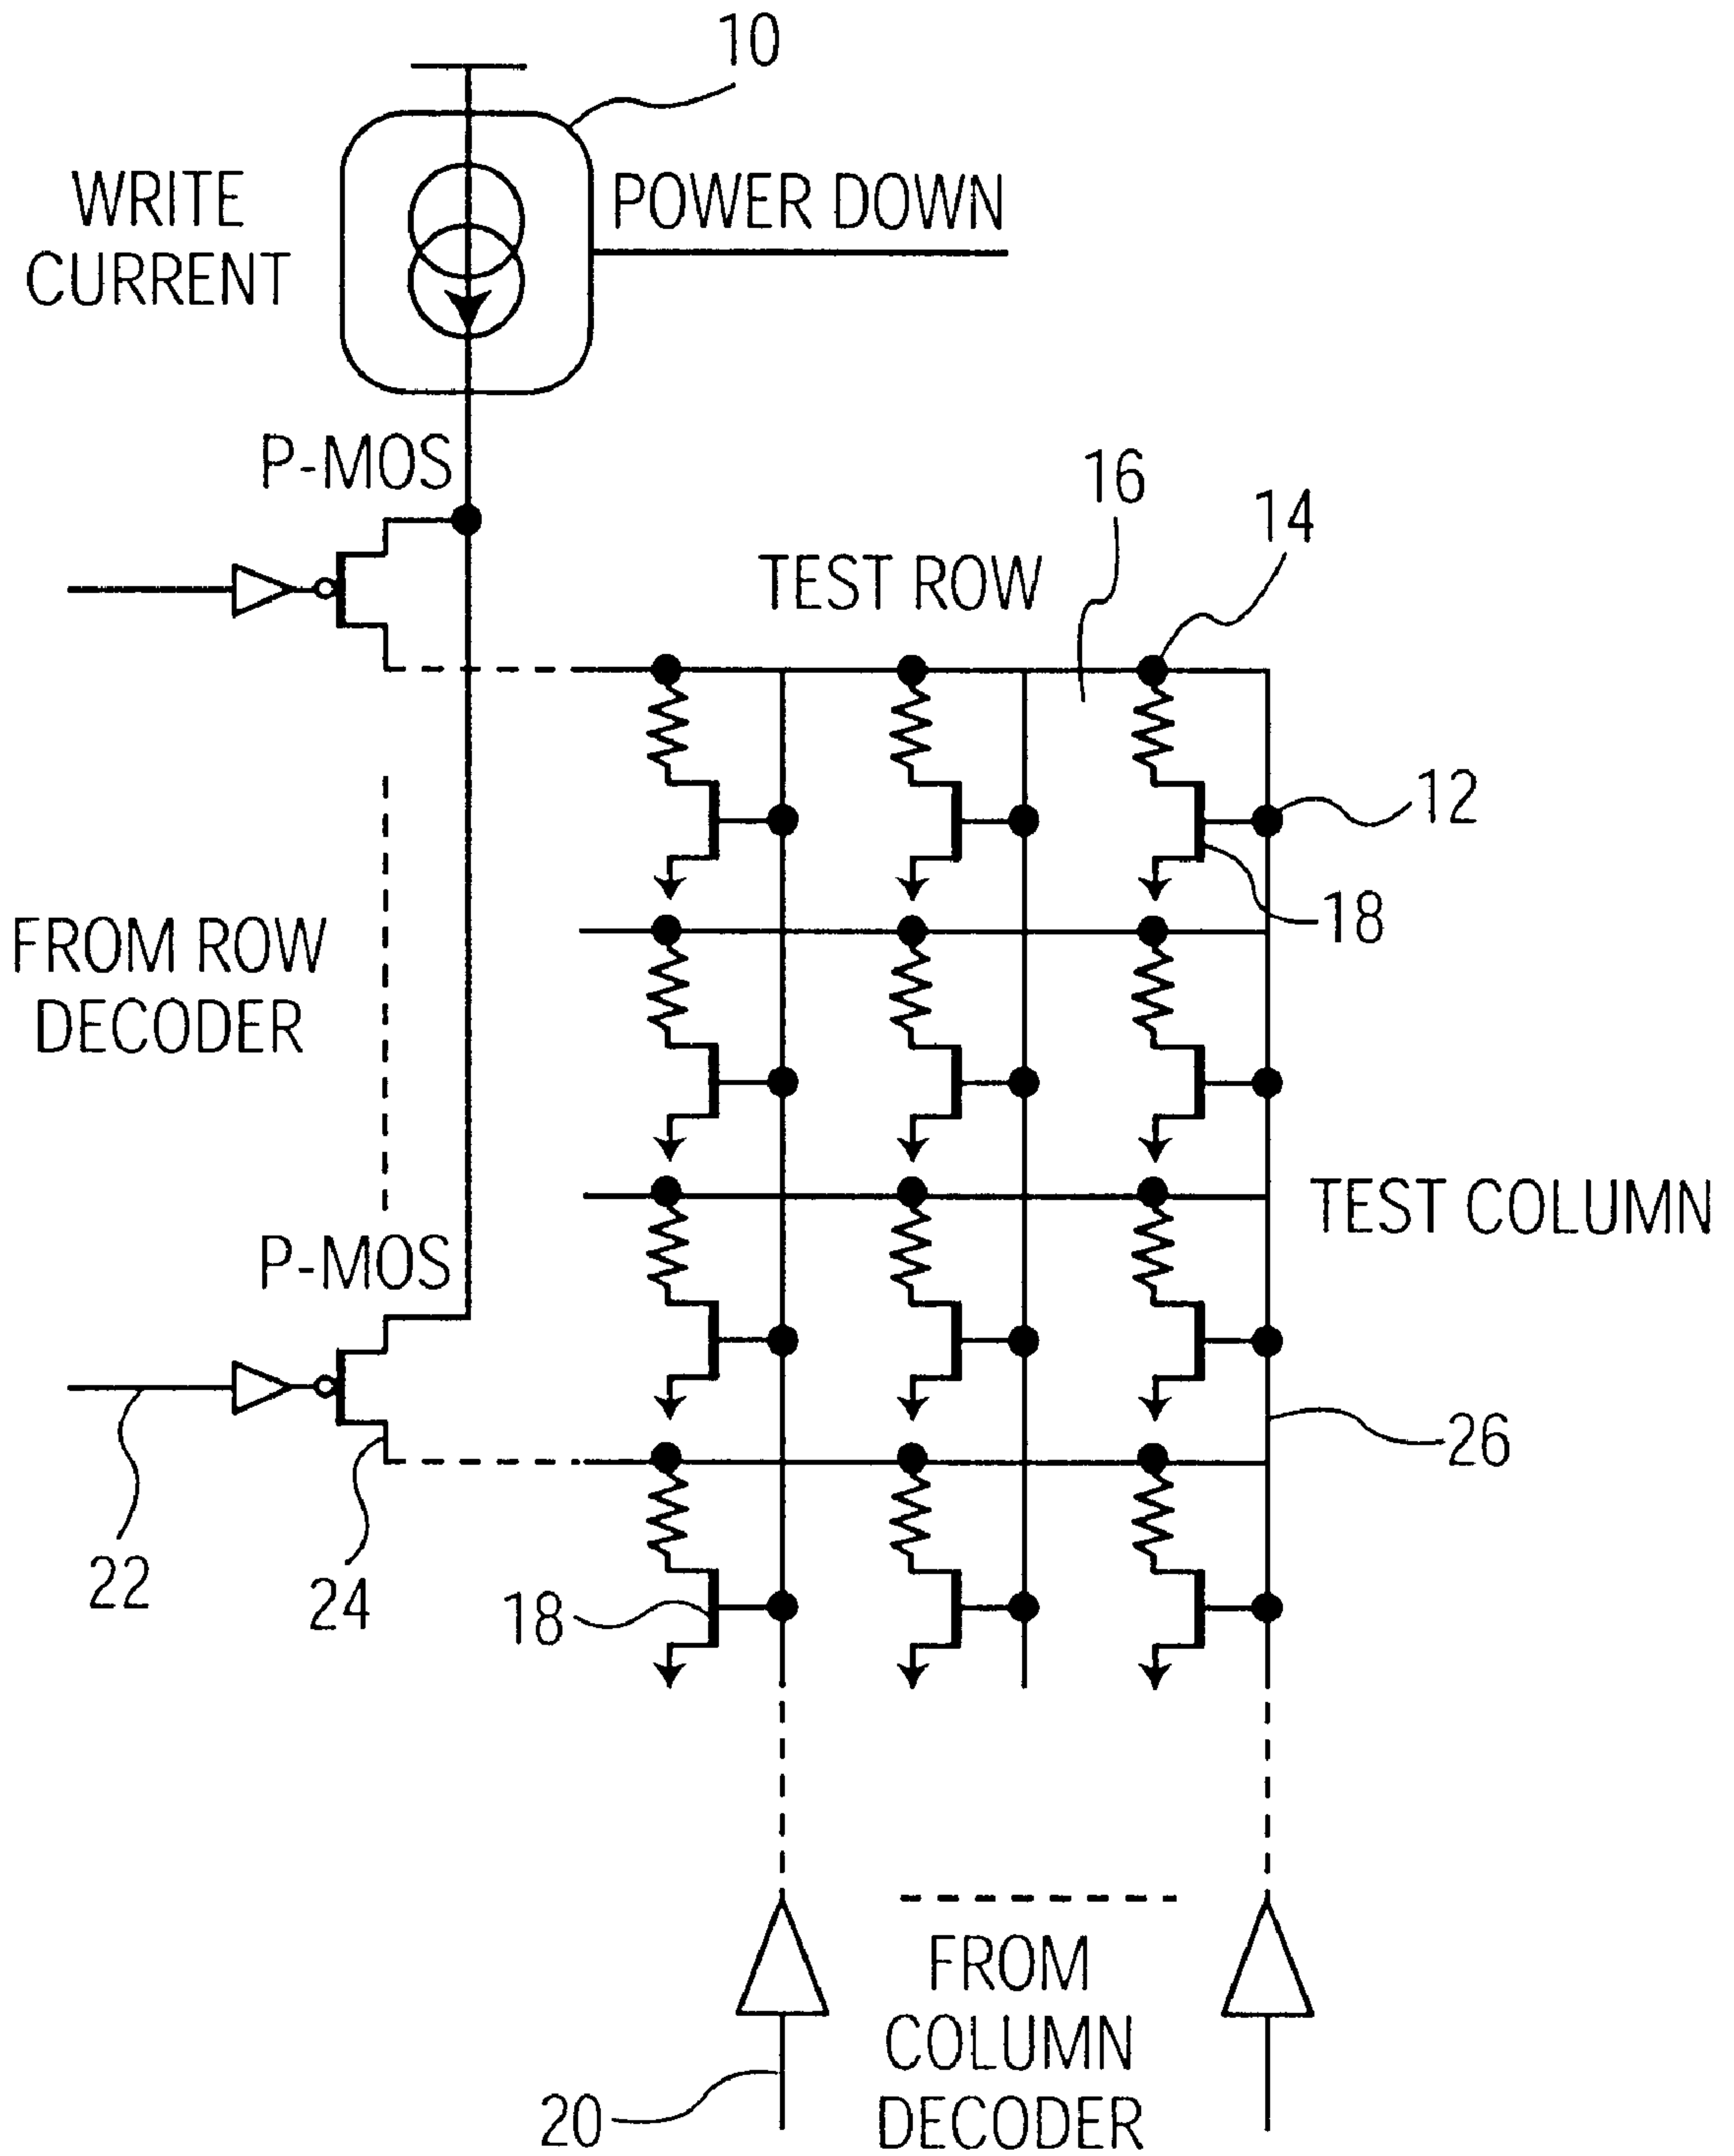 10
WRITE
CURRENT
POWER DOWN
P-MOS
16
14
TEST ROW
12
18
FROM ROW
DECODER
TEST COLUMN
P-MOS
26
22
24
18
FROM
COLUMN
DECODER
20